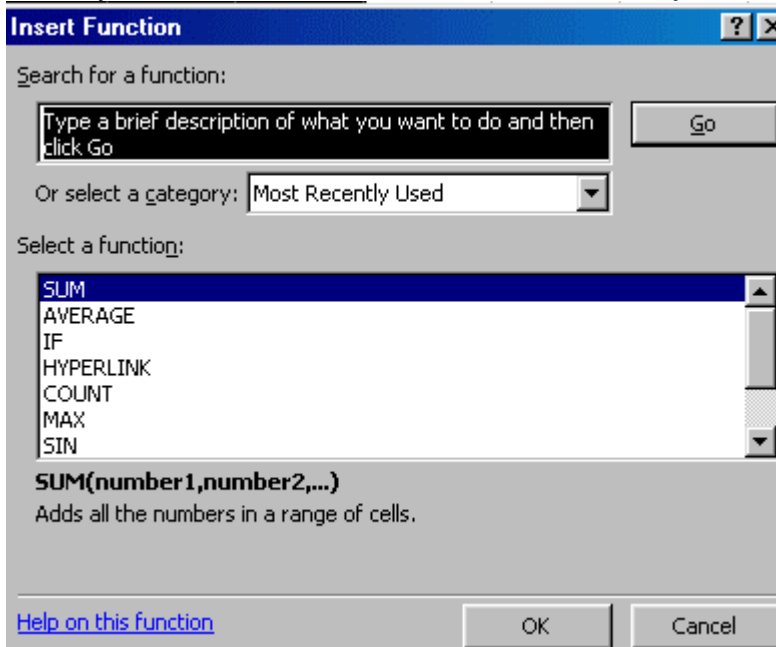 Insert Function
Search for a function:
Type a brief description of what you want to do and then
click Go
Go
Or select a category: Most Recently Used
Select a function:
SUM
AVERAGE
IF
HYPERLINK
COUNT
MAX
SIN
SUM(number1,number2,...)
Adds all the numbers in a range of cells.
Help on this function
OK
Cancel